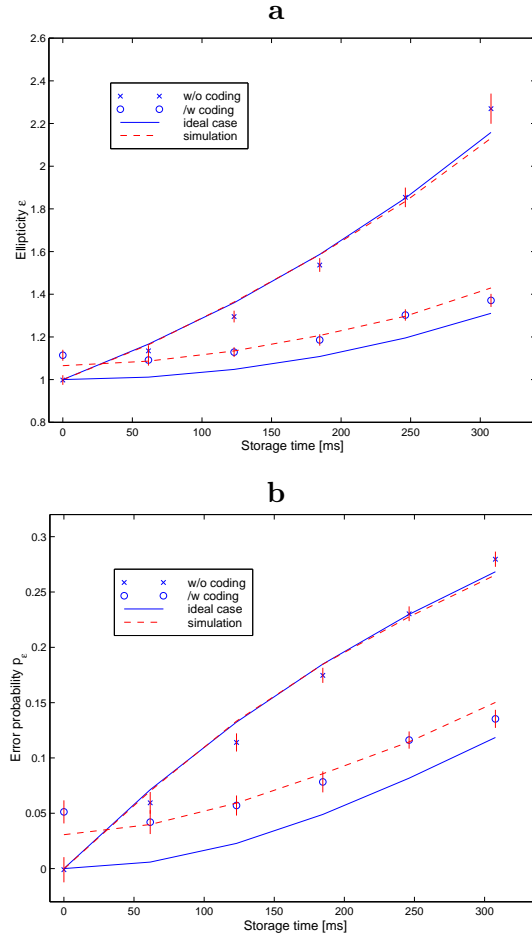 a
2.6
2.4
2.2
2
1.8
1.6
1.4
1.2
1
0.8
Ellipticity ε
w/o coding
/w coding
ideal case
simulation
0 50 100 150 200 250 300
Storage time [ms]
b
0.3
0.25
0.2
0.15
0.1
0.05
0
Error probability pε
w/o coding
/w coding
ideal case
simulation
0 50 100 150 200 250 300
Storage time [ms]